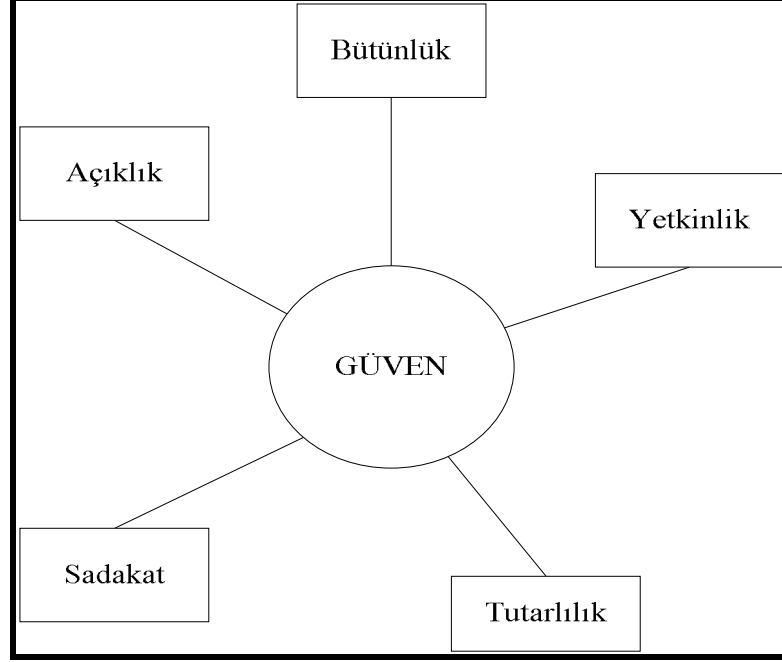 Bütünlük
Açıklık
Yetkinlik
GÜVEN
Sadakat
Tutarlılık